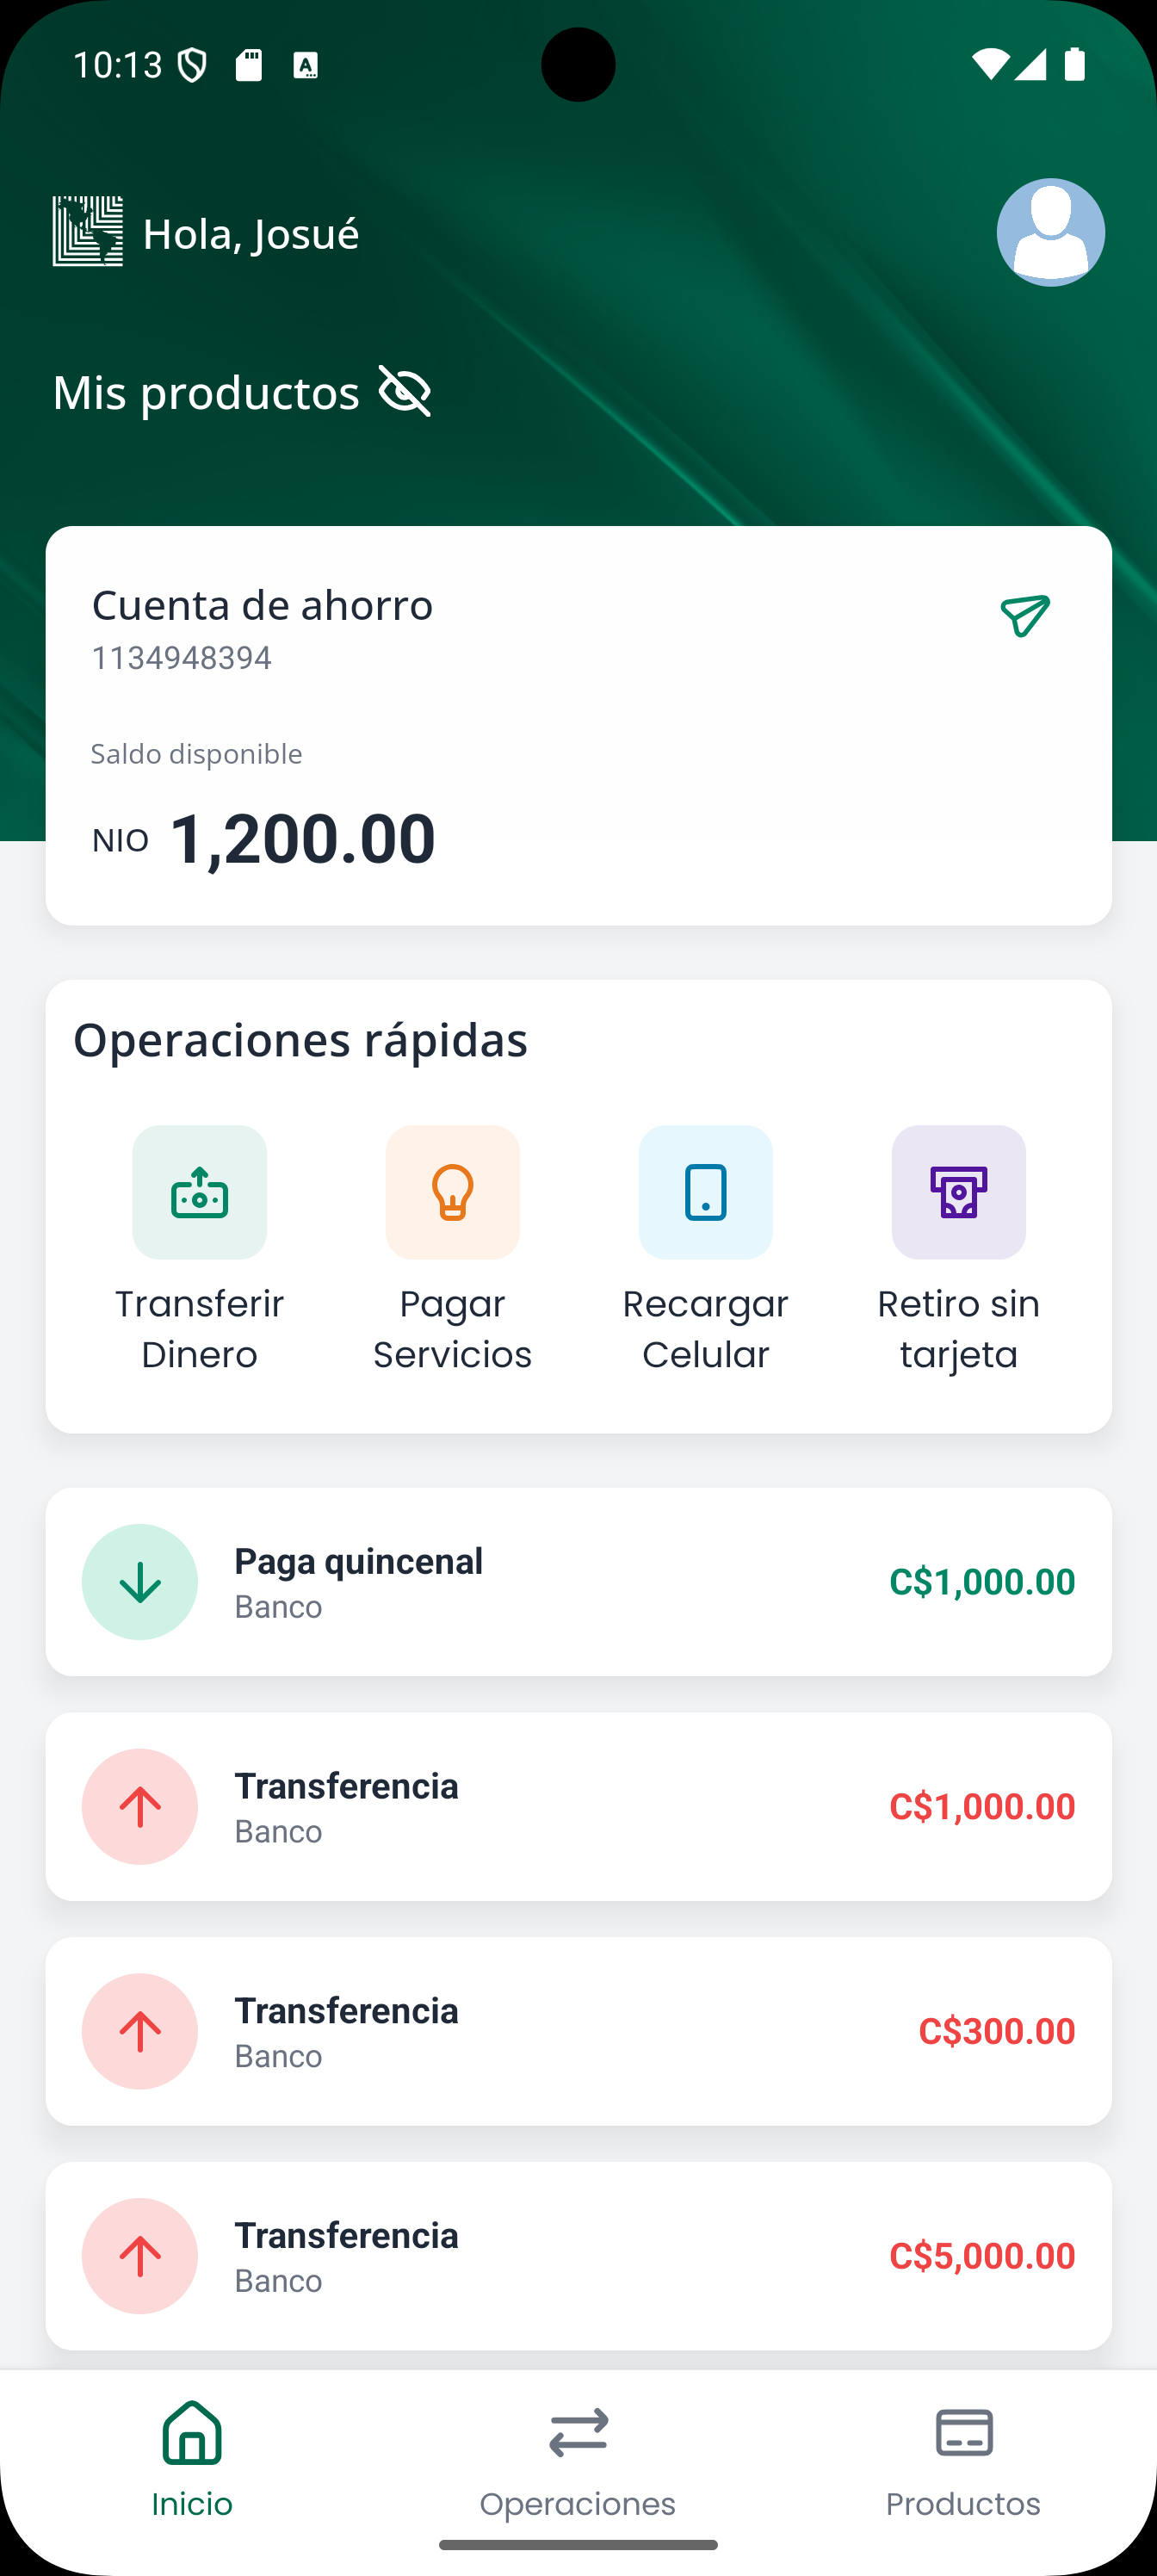 10:13
Hola, Josué
Mis productos
Cuenta de ahorro
1134948394
Saldo disponible
NIO 1,200.00
Operaciones rápidas
Transferir
Dinero
Pagar
Servicios
Recargar
Celular
Retiro sin
tarjeta
Paga quincenal
Banco
C$1,000.00
Transferencia
Banco
C$1,000.00
Transferencia
Banco
C$300.00
Transferencia
Banco
C$5,000.00
Inicio
Operaciones
Productos